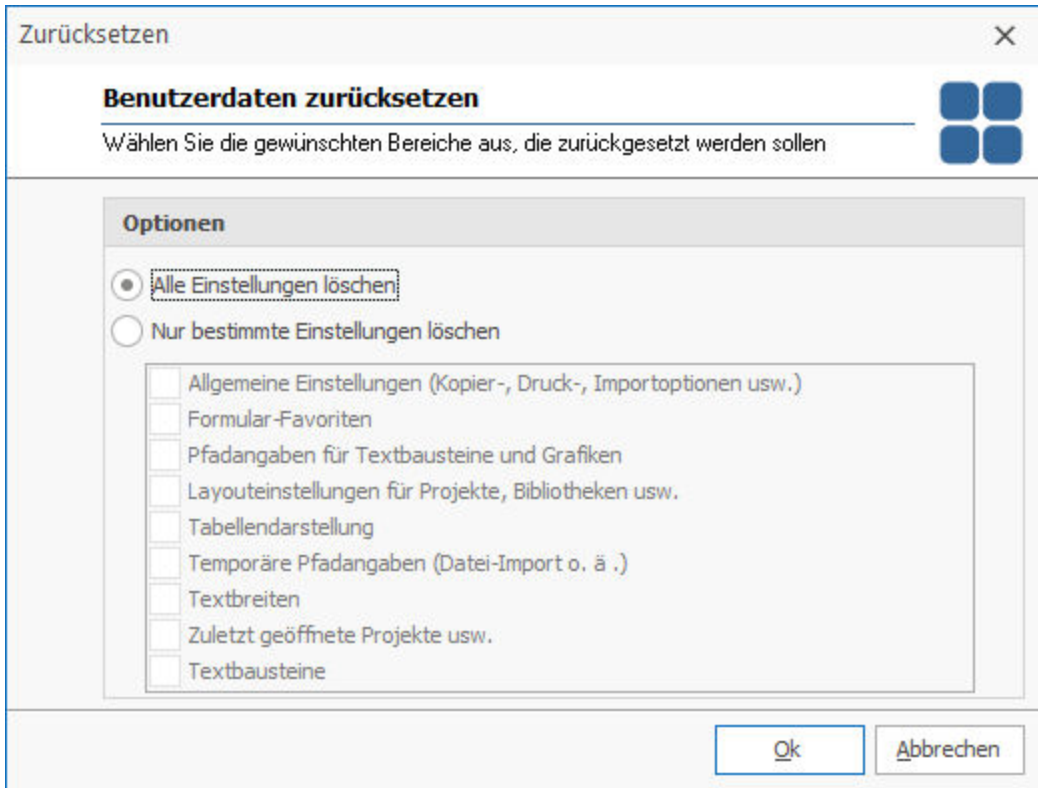 Zurücksetzen
Benutzerdaten zurücksetzen
Wählen Sie die gewünschten Bereiche aus, die zurückgesetzt werden sollen
Optionen
Alle Einstellungen löschen
Nur bestimmte Einstellungen löschen
Allgemeine Einstellungen (Kopier-, Druck-, Importoptionen usw.)
Formular-Favoriten
Pfadangaben für Textbausteine und Grafiken
Layouteinstellungen für Projekte, Bibliotheken usw.
Tabellendarstellung
Temporäre Pfadangaben (Datei-Import o. ä .)
Textbreiten
Zuletzt geöffnete Projekte usw.
Textbausteine
Ok Abbrechen